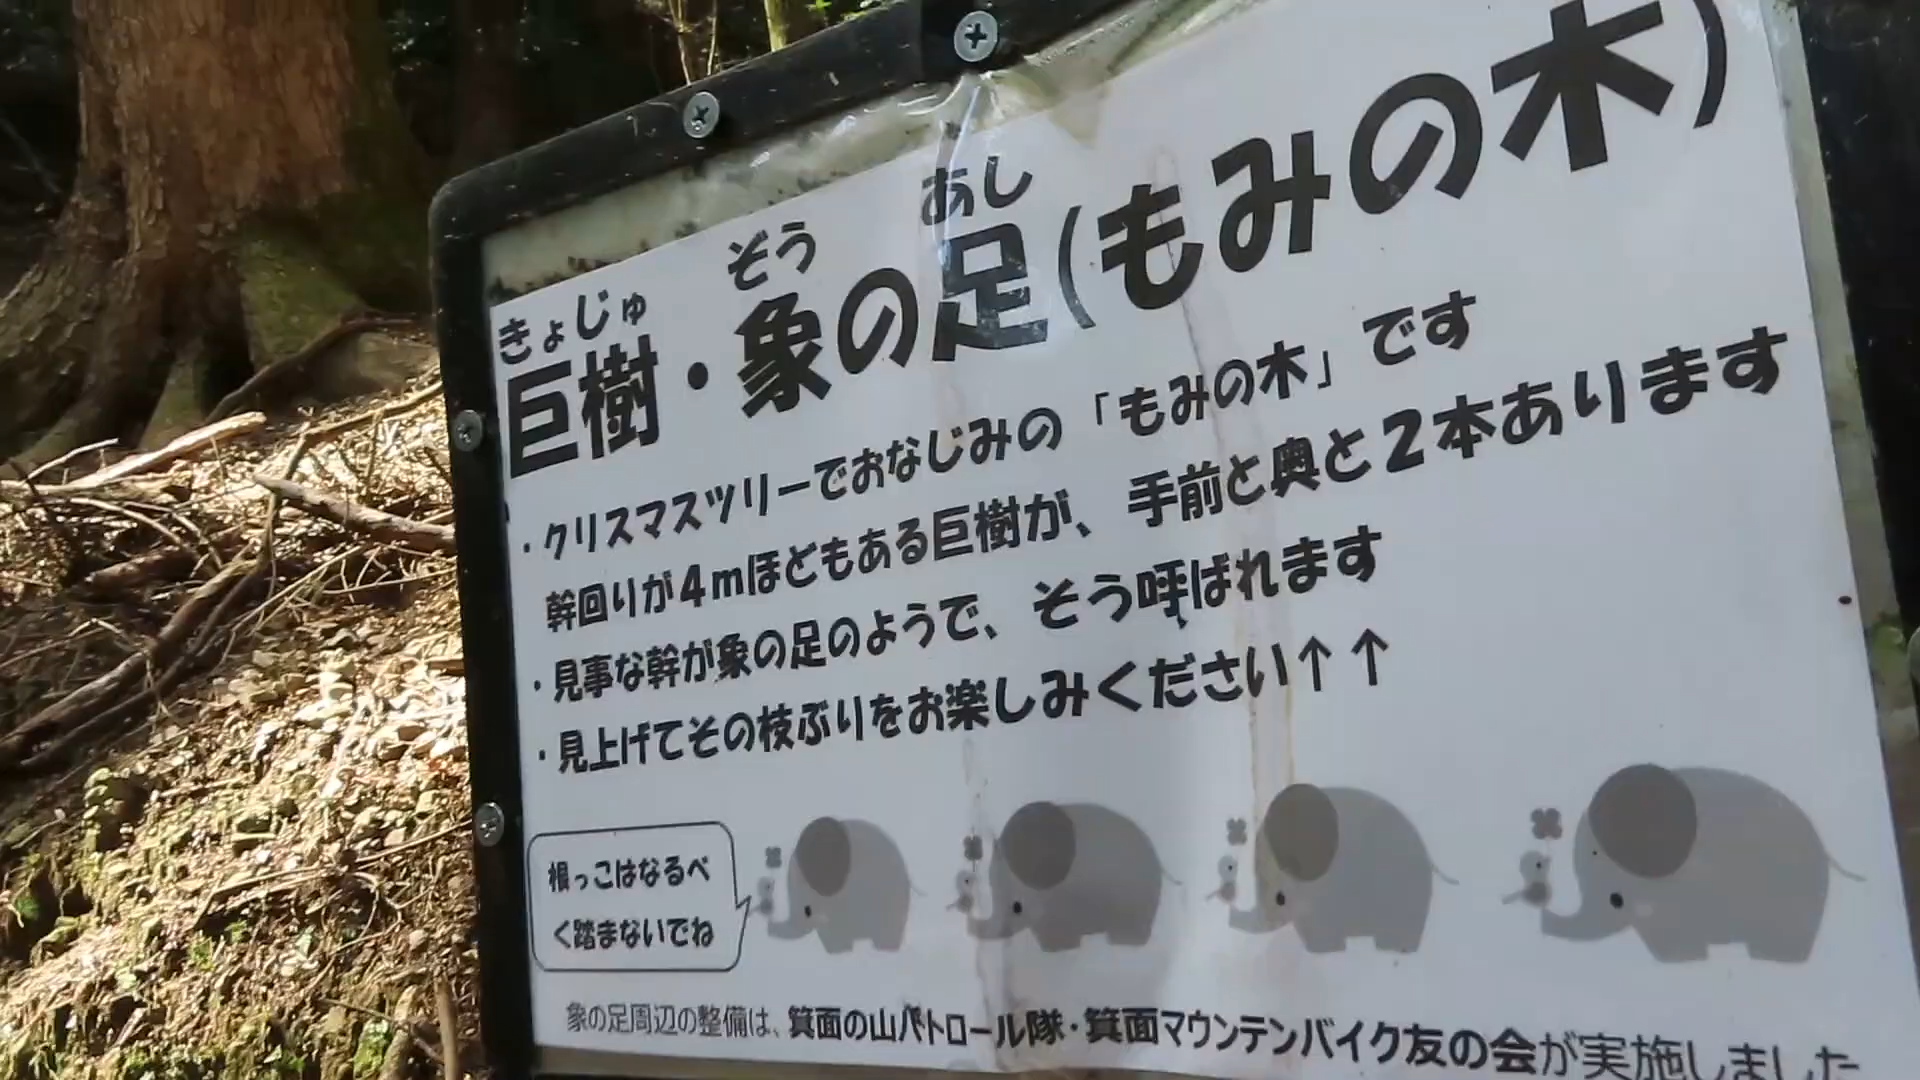 きょじゅ ぞう あし
巨樹・象の足(もみの木)
・クリスマスツリーでおなじみの「もみの木」です
幹回りが4mほどもある巨樹が、手前と奥と2本あります
・見事な幹が象の足のようで、そう呼ばれます
・見上げてその枝ぶりをお楽しみください↑↑
根っこはなるべ
く踏まないでね
象の足周辺の整備は、箕面の山パトロール隊・箕面マウンテンバイク友の会が実施しました